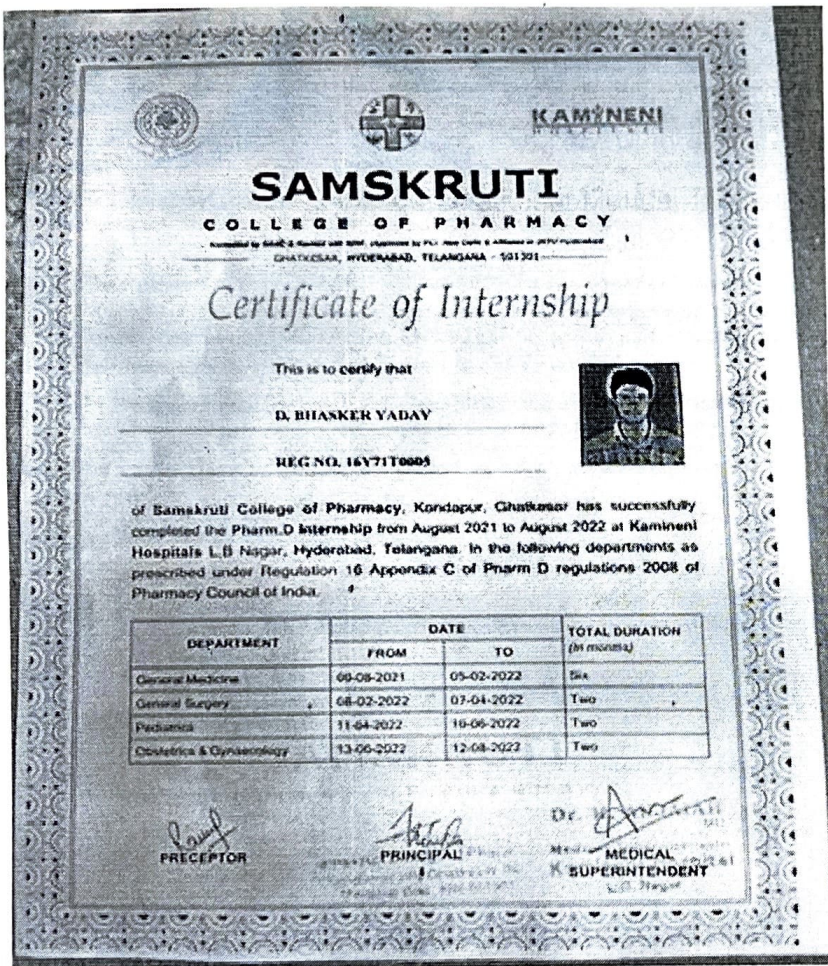 KAMINENI
HOSPITALS
SAMSKRUTI
COLLEGE OF PHARMACY
GHATKESAR, HYDERABAD, TELANGANA - 501301
Certificate of Internship
This is to certify that
D. BHASKER YADAV
REG NO. 16Y71T0005
of Samskruti College of Pharmacy, Kondapur, Ghatkesar has successfully
completed the Pharm.D Internship from August 2021 to August 2022 at Kamineni
Hospitals L.B Nagar, Hyderabad, Telangana. In the following departments as
prescribed under Regulation 16 Appendix C of Pharm D regulations 2008 of
Pharmacy Council of India.
DEPARTMENT DATE TOTAL DURATION
FROM TO (in months)
General Medicine 2021 05-02-2022 Six
General Surgery 08-02-2022 07-04-2022 Two
Pediatrics 11-04-2022 10-06-2022 Two
Obstetrics & Gynaecology 13-06-2022 12-08-2022 Two
Dr.
PRECEPTOR PRINCIPAL MEDICAL
SUPERINTENDENT
L.B. Nagar